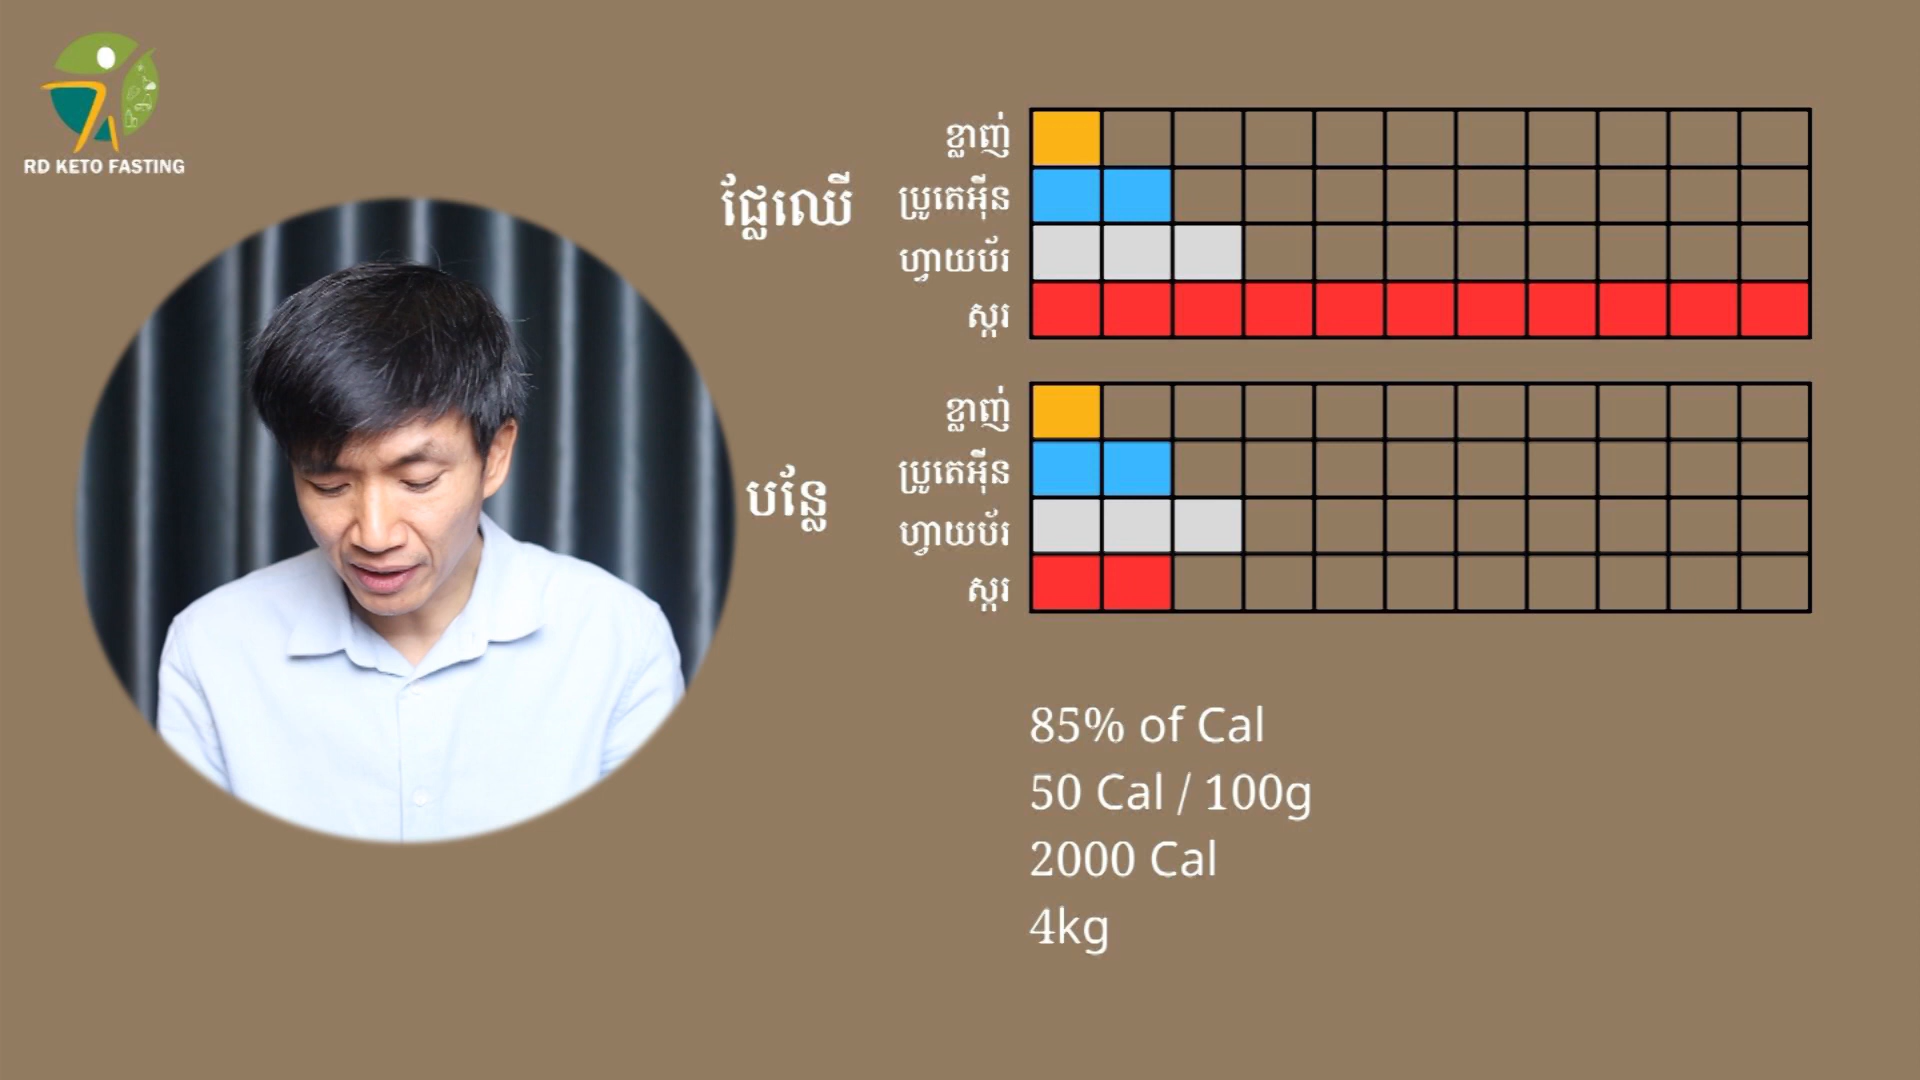 RD KETO FASTING
ផ្លែឈើ
ខ្លាញ់
ប្រូតេអ៊ីន
ហ្វាយប័រ
ស្ករ
បន្លែ
ខ្លាញ់
ប្រូតេអ៊ីន
ហ្វាយប័រ
ស្ករ
85% of Cal
50 Cal / 100g
2000 Cal
4kg